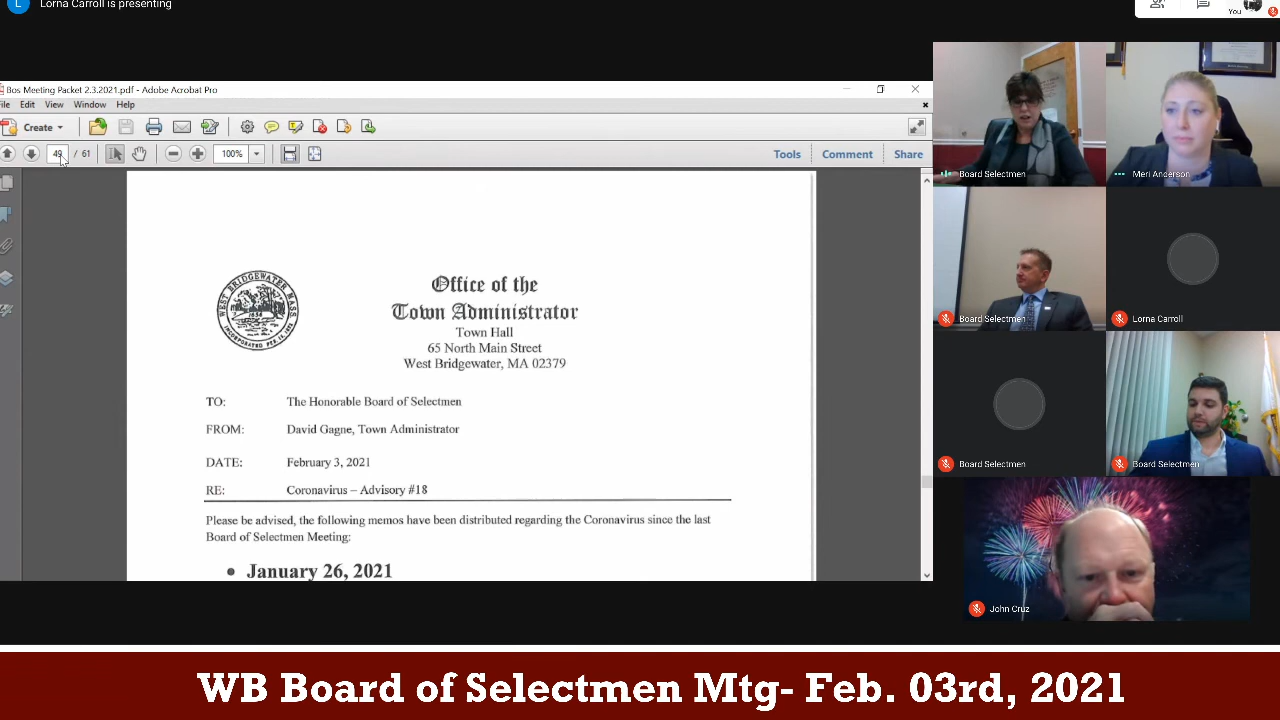 L
Lorna Carroll is presenting
You
Bos Meeting Packet 2.3.2021.pdf - Adobe Acrobat Pro
File Edit View Window Help
Create
49 / 61
100%
Tools Comment Share
WEST BRIDGEWATER MASS
Office of the
Town Administrator
Town Hall
65 North Main Street
West Bridgewater, MA 02379
TO: The Honorable Board of Selectmen
FROM: David Gagne, Town Administrator
DATE: February 3, 2021
RE: Coronavirus – Advisory #18
Please be advised, the following memos have been distributed regarding the Coronavirus since the last
Board of Selectmen Meeting:
• January 26, 2021
Board Selectmen
Meri Anderson
Board Selectmen
Lorna Carroll
Board Selectmen
Board Selectmen
John Cruz
WB Board of Selectmen Mtg- Feb. 03rd, 2021